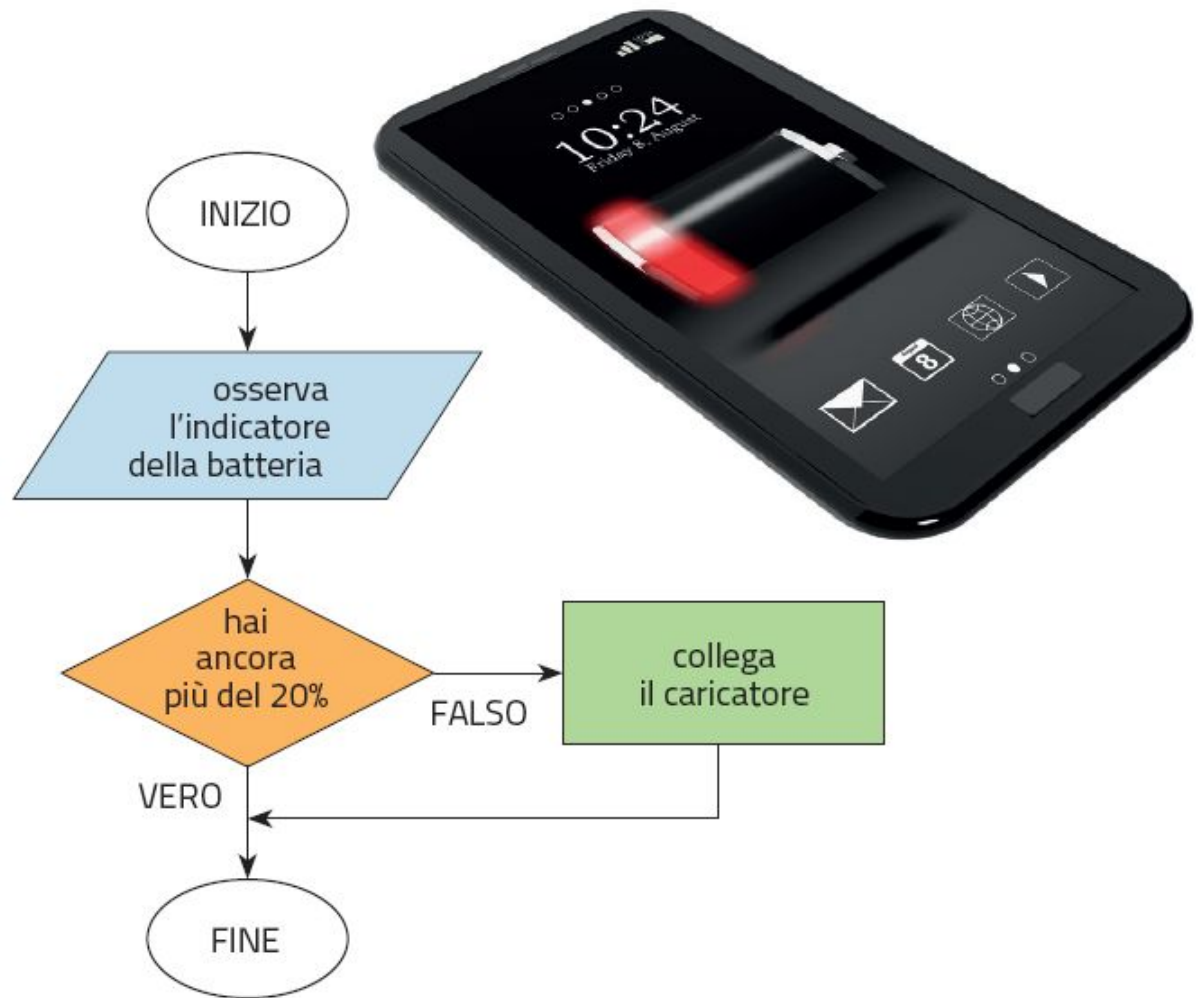 10:24
Friday 8. August
8
INIZIO
osserva
l'indicatore
della batteria
hai
ancora
più del 20%
FALSO
collega
il caricatore
VERO
FINE